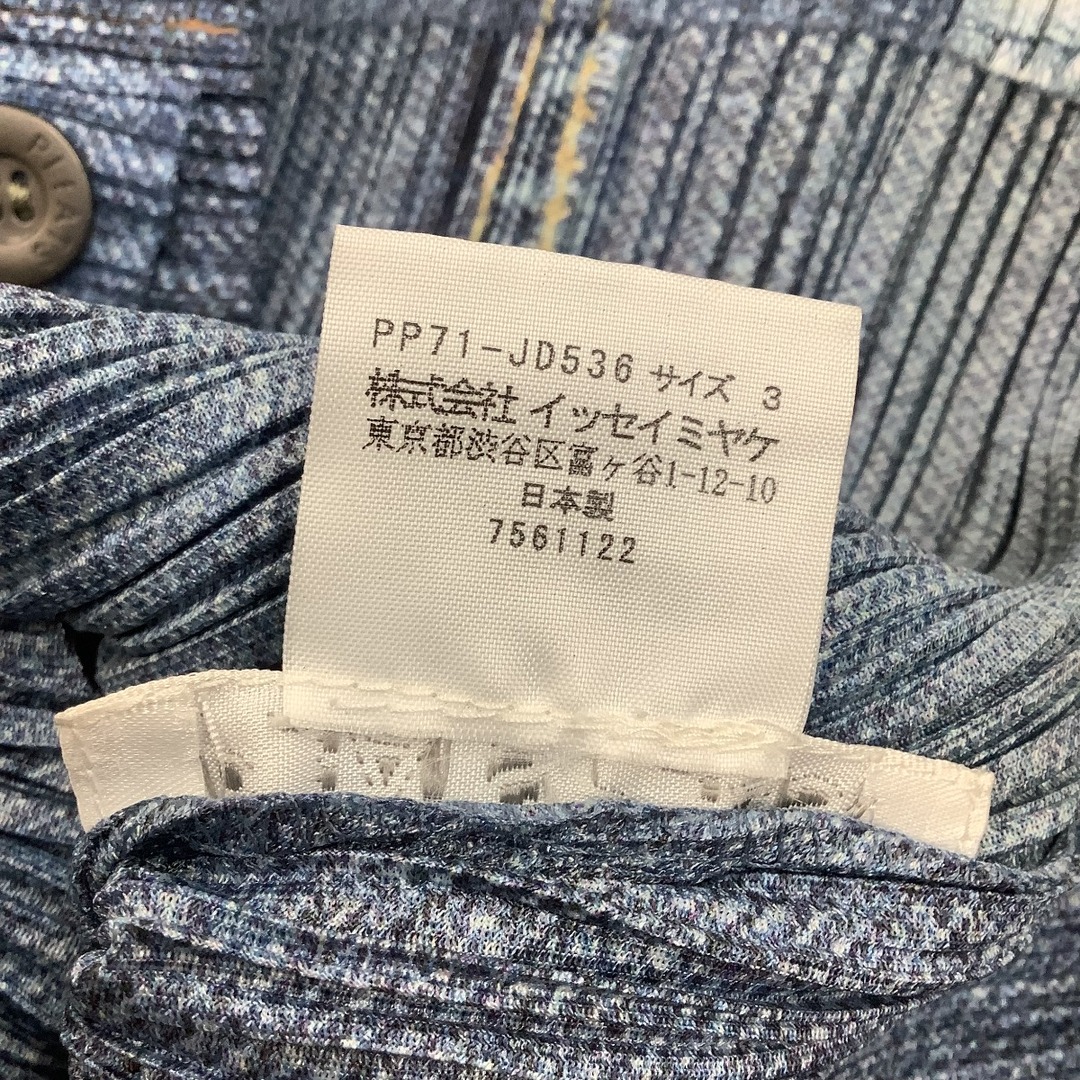 PP71-JD536 サイズ 3
株式会社 イッセイミヤケ
東京都渋谷区富ヶ谷1-12-10
日本製
7561122